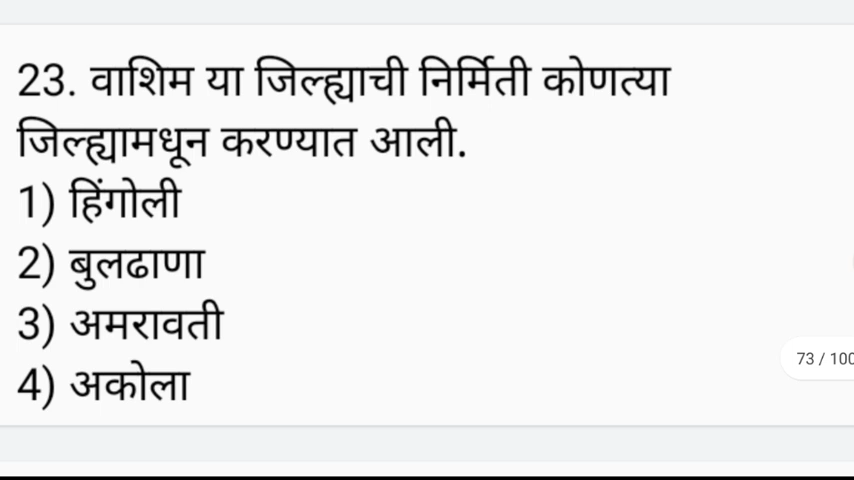 23. वाशिम या जिल्ह्याची निर्मिती कोणत्या
जिल्ह्यामधून करण्यात आली.
1) हिंगोली
2) बुलढाणा
3) अमरावती
4) अकोला
73 / 100